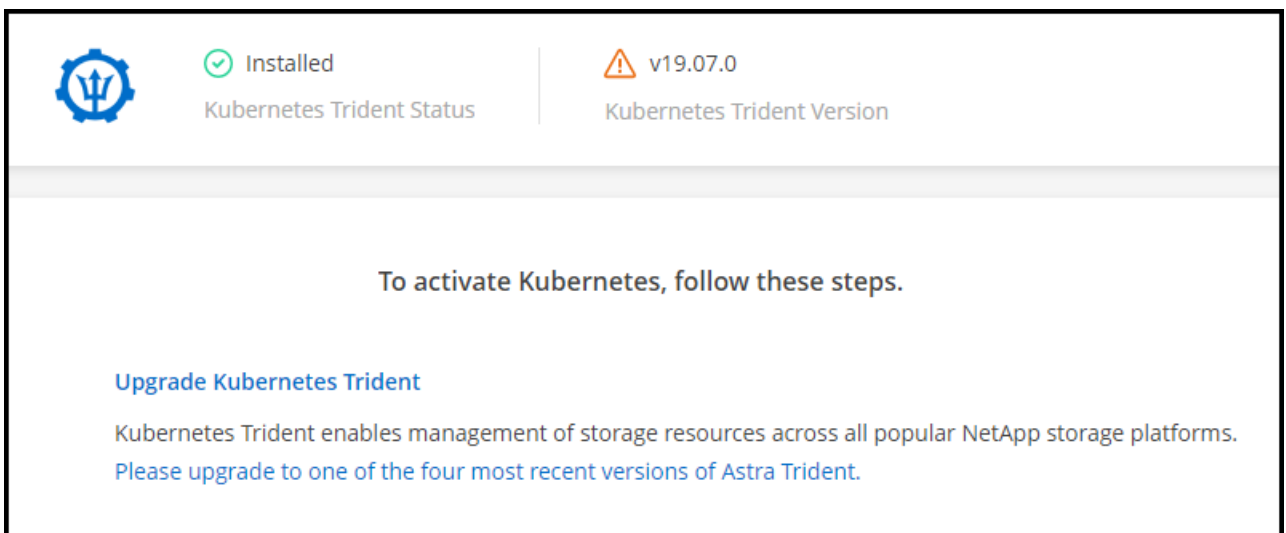 Installed
Kubernetes Trident Status
v19.07.0
Kubernetes Trident Version
To activate Kubernetes, follow these steps.
Upgrade Kubernetes Trident
Kubernetes Trident enables management of storage resources across all popular NetApp storage platforms.
Please upgrade to one of the four most recent versions of Astra Trident.